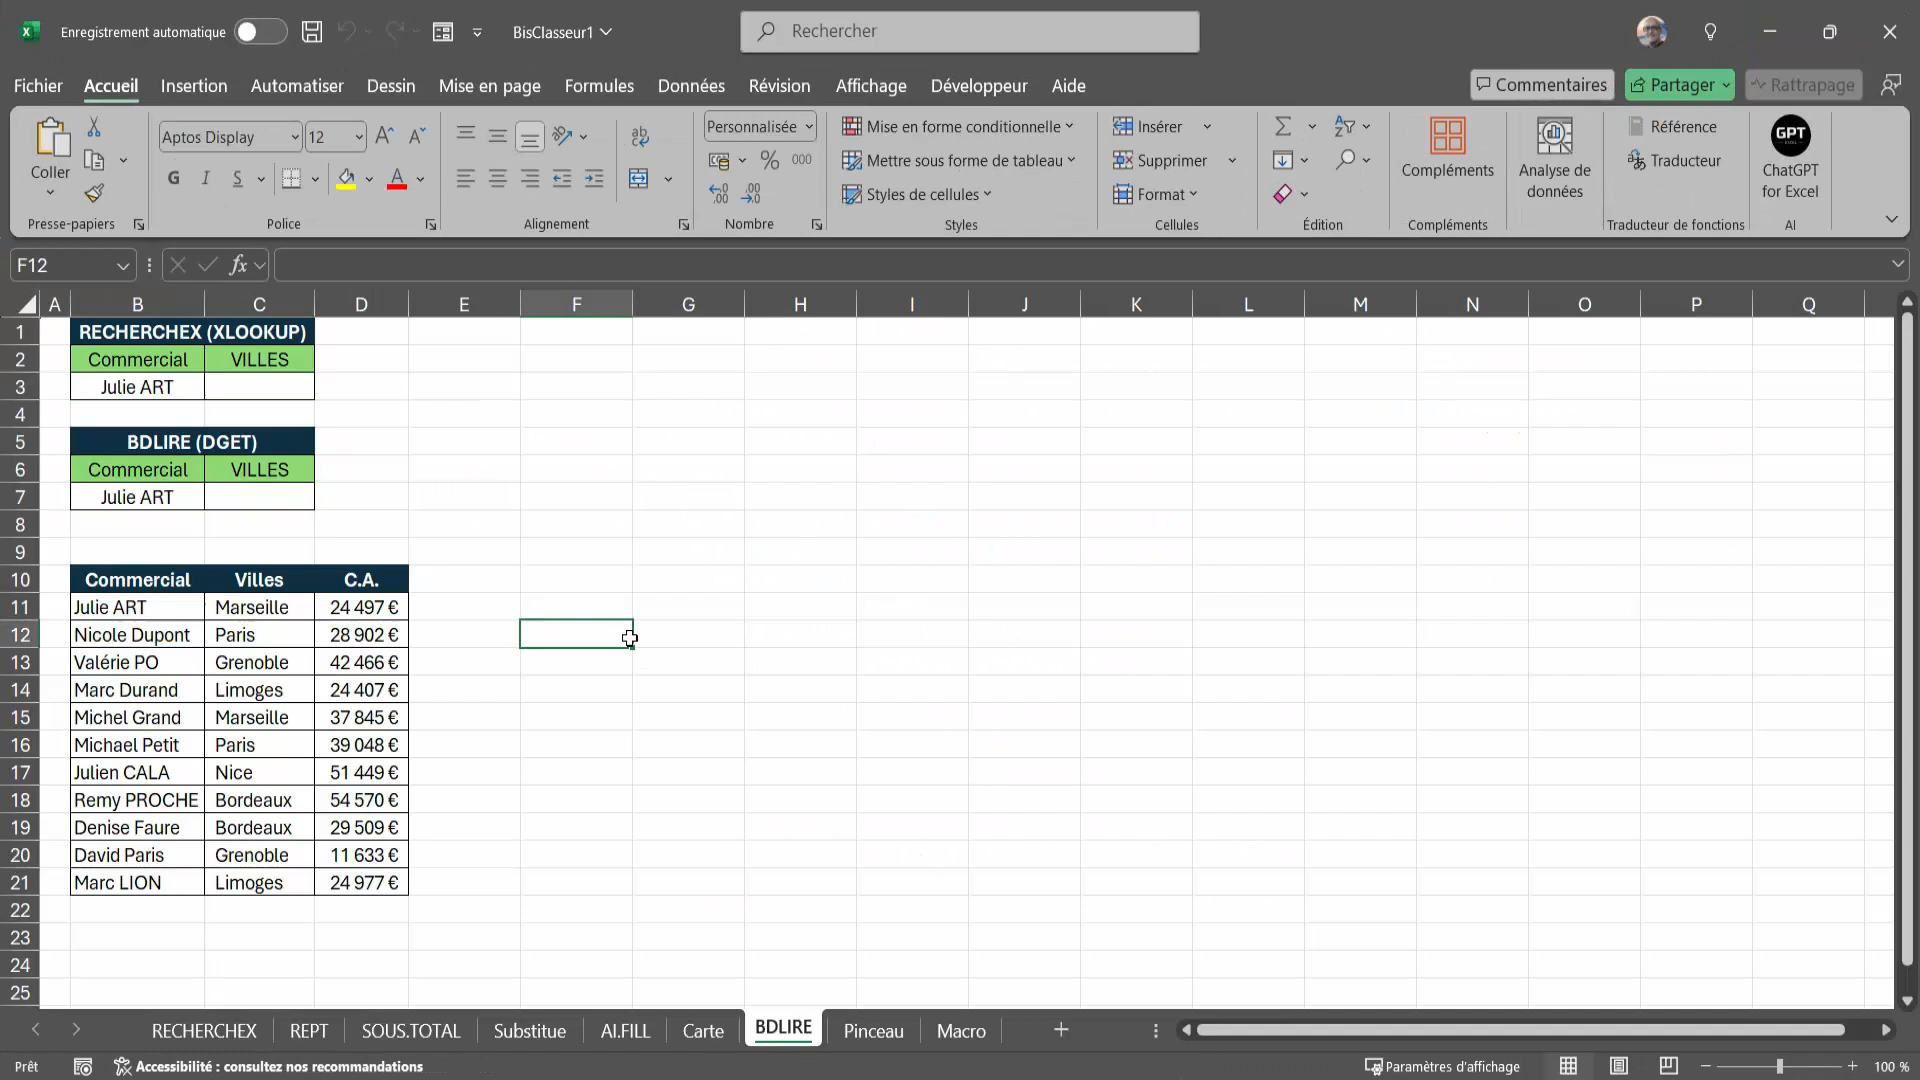 Enregistrement automatique
BisClasseur1
Rechercher
Fichier Accueil Insertion Automatiser Dessin Mise en page Formules Données Révision Affichage Développeur Aide
Commentaires Partager Rattrapage
Coller
Presse-papiers
Aptos Display 12
G I S
Police
ab
Alignement
Personnalisée
% 000
Nombre
Mise en forme conditionnelle
Mettre sous forme de tableau
Styles de cellules
Styles
Insérer
Supprimer
Format
Cellules
Édition
Compléments
Compléments
Analyse de
données
Référence
Traducteur
Traducteur de fonctions
GPT
ChatGPT
for Excel
AI
F12
fx
A B C D E F G H I J K L M N O P Q
1 RECHERCHEX (XLOOKUP)
2 Commercial VILLES
3 Julie ART
4
5 BDLIRE (DGET)
6 Commercial VILLES
7 Julie ART
8
9
10 Commercial Villes C.A.
11 Julie ART Marseille 24 497 €
12 Nicole Dupont Paris 28 902 €
13 Valérie PO Grenoble 42 466 €
14 Marc Durand Limoges 24 407 €
15 Michel Grand Marseille 37 845 €
16 Michael Petit Paris 39 048 €
17 Julien CALA Nice 51 449 €
18 Remy PROCHE Bordeaux 54 570 €
19 Denise Faure Bordeaux 29 509 €
20 David Paris Grenoble 11 633 €
21 Marc LION Limoges 24 977 €
22
23
24
25
RECHERCHEX REPT SOUS.TOTAL Substitue AI.FILL Carte BDLIRE Pinceau Macro
Prêt
Accessibilité : consultez nos recommandations
Paramètres d'affichage
100 %